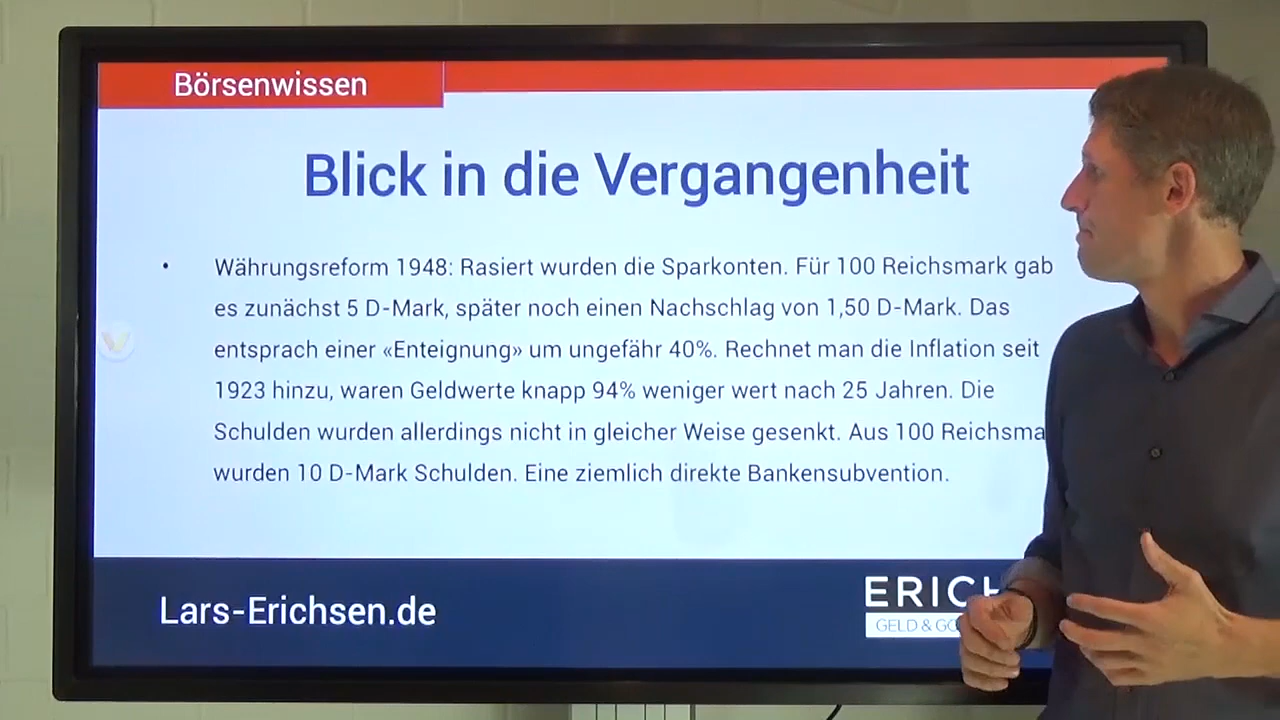 Börsenwissen
Blick in die Vergangenheit
• Währungsreform 1948: Rasiert wurden die Sparkonten. Für 100 Reichsmark gab
es zunächst 5 D-Mark, später noch einen Nachschlag von 1,50 D-Mark. Das
entsprach einer «Enteignung» um ungefähr 40%. Rechnet man die Inflation seit
1923 hinzu, waren Geldwerte knapp 94% weniger wert nach 25 Jahren. Die
Schulden wurden allerdings nicht in gleicher Weise gesenkt. Aus 100 Reichsma
wurden 10 D-Mark Schulden. Eine ziemlich direkte Bankensubvention.
Lars-Erichsen.de
ERICH
GELD & GO